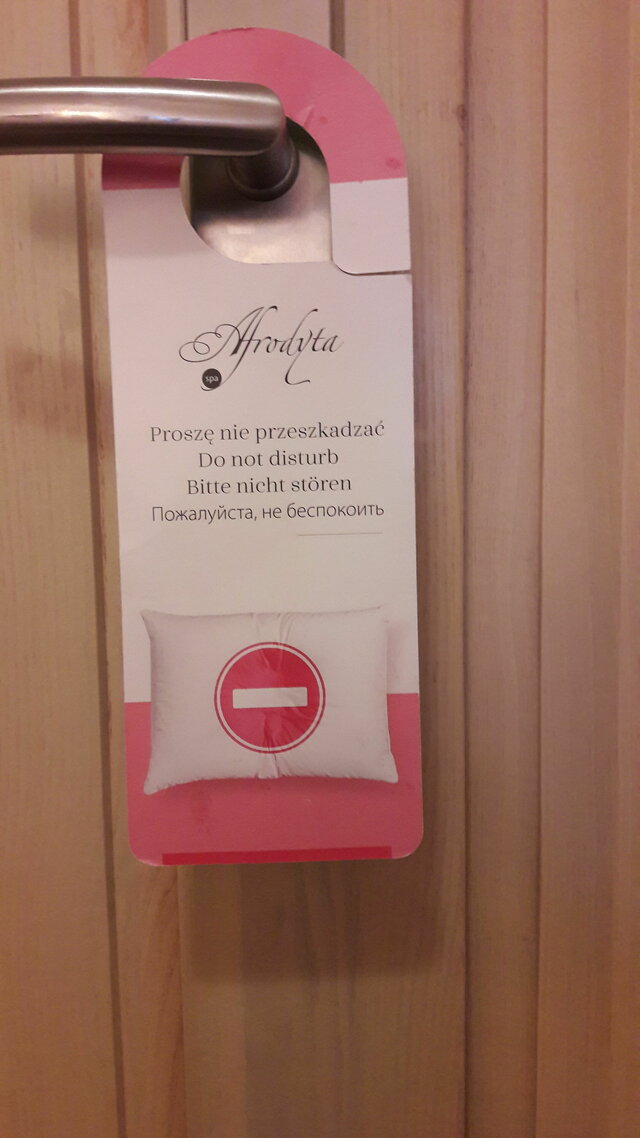 Afrodyta
spa
Proszę nie przeszkadzać
Do not disturb
Bitte nicht stören
Пожалуйста, не беспокоить